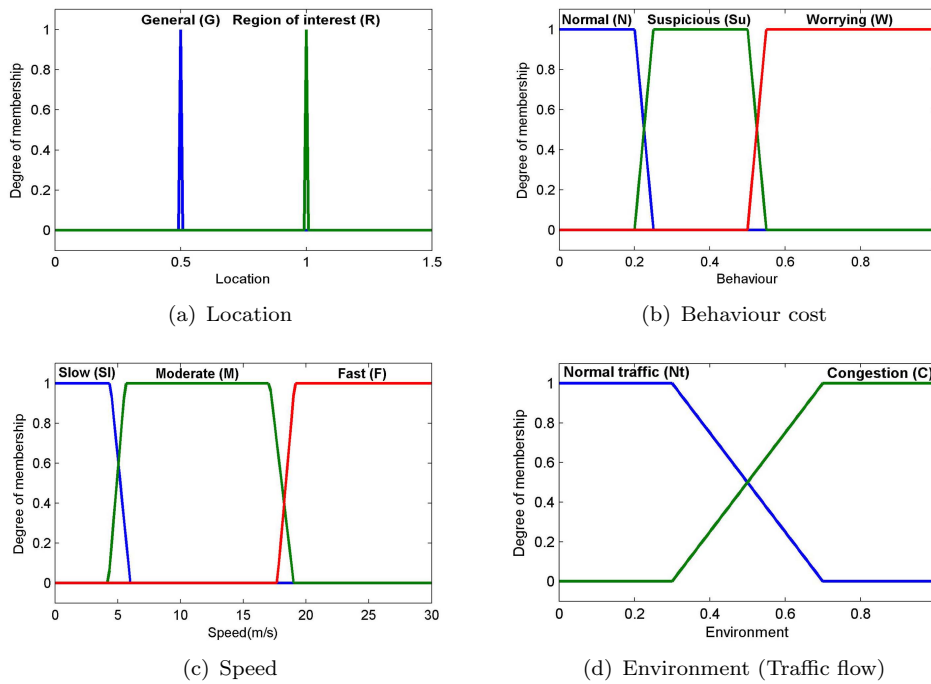 General (G) Region of interest (R)
1
0.8
0.6
0.4
0.2
0
Degree of membership
0 0.5 1 1.5
Location
(a) Location
Normal (N) Suspicious (Su) Worrying (W)
1
0.8
0.6
0.4
0.2
0
Degree of membership
0 0.2 0.4 0.6 0.8
Behaviour
(b) Behaviour cost
Slow (Sl) Moderate (M) Fast (F)
1
0.8
0.6
0.4
0.2
0
Degree of membership
0 5 10 15 20 25 30
Speed(m/s)
(c) Speed
Normal traffic (Nt) Congestion (C)
1
0.8
0.6
0.4
0.2
0
Degree of membership
0 0.2 0.4 0.6 0.8
Environment
(d) Environment (Traffic flow)